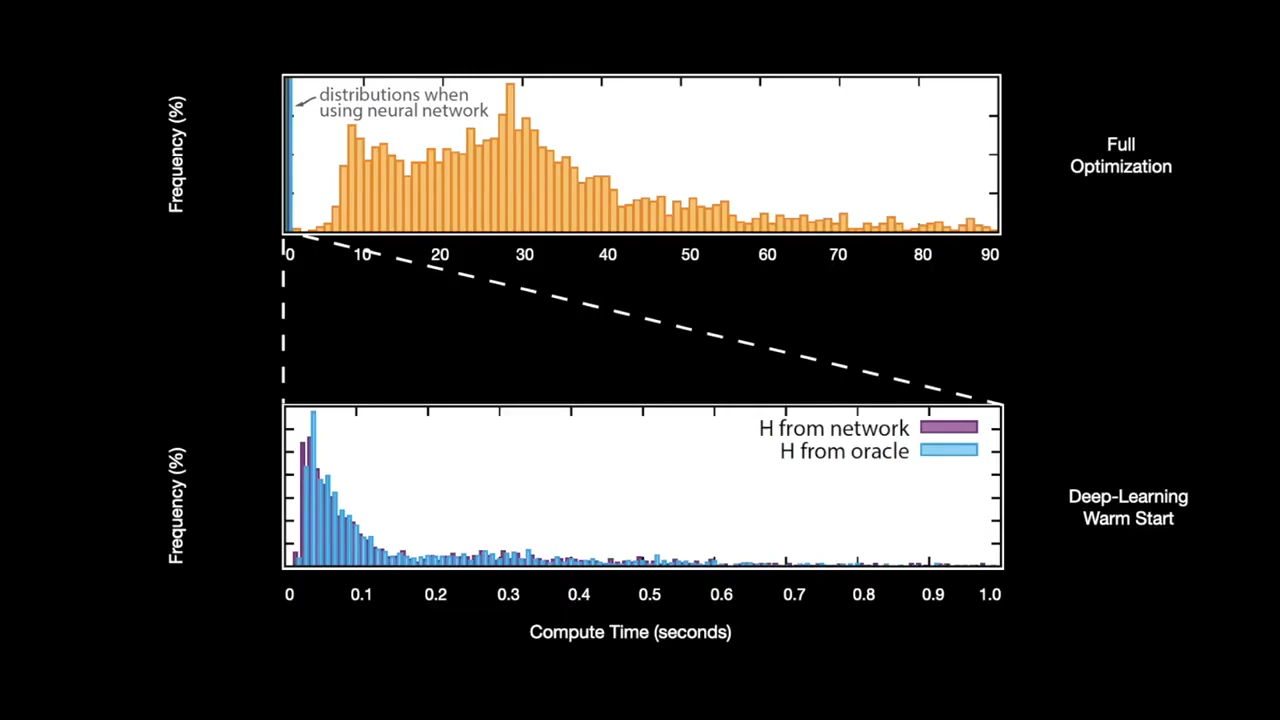 distributions when
using neural network
Frequency (%)
Full
Optimization
0 10 20 30 40 50 60 70 80 90
H from network
H from oracle
Frequency (%)
Deep-Learning
Warm Start
0 0.1 0.2 0.3 0.4 0.5 0.6 0.7 0.8 0.9 1.0
Compute Time (seconds)